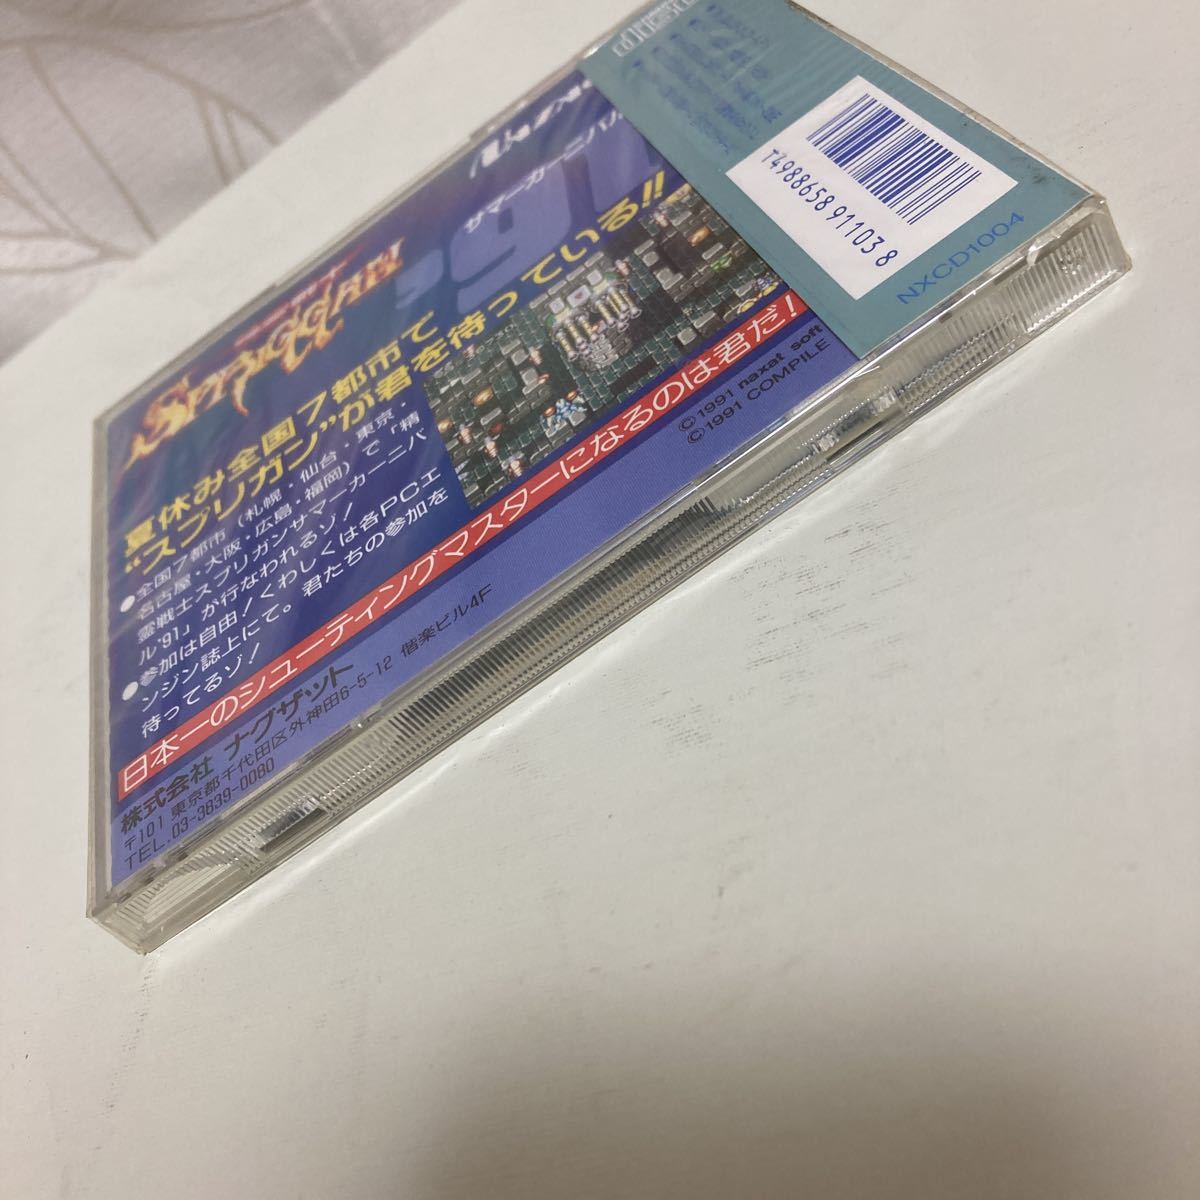 サマーカーニバル
'91
SPRIGGAN
夏休み全国7都市で
“スプリガン”が君を待っている!!
●全国7都市（札幌・仙台・東京・
名古屋・大阪・広島・福岡）で「精
霊戦士スプリガンサマーカーニバ
ル'91」が行なわれるゾ！
●参加は自由！くわしくは各PCエ
ンジン誌上にて。君たちの参加を
待ってるゾ！
日本一のシューティングマスターになるのは君だ！
©1991 naxat soft
©1991 COMPILE
株式会社 ナグザット
〒101 東京都千代田区外神田6-5-12 偕楽ビル4F
TEL.03-3839-0080
T4988658911038
NXCD1004